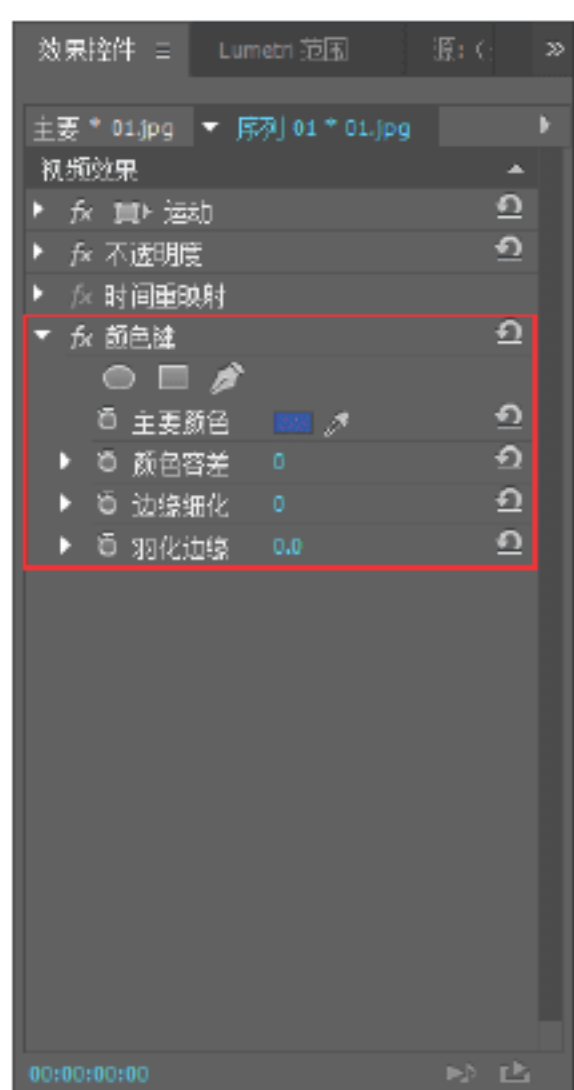 效果控件 Lumetri 范围 源: (
主要 * 01.jpg 序列 01 * 01.jpg
视频效果
fx 运动
fx 不透明度
fx 时间重映射
fx 颜色键
主要颜色
颜色容差 0
边缘细化 0
羽化边缘 0.0
00:00:00:00